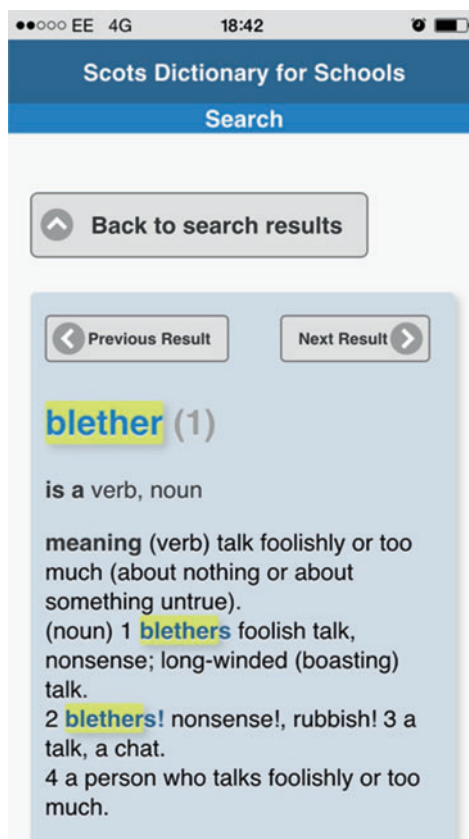 EE 4G 18:42
Scots Dictionary for Schools
Search
Back to search results
Previous Result Next Result
blether (1)
is a verb, noun
meaning (verb) talk foolishly or too
much (about nothing or about
something untrue).
(noun) 1 blethers foolish talk,
nonsense; long-winded (boasting)
talk.
2 blethers! nonsense!, rubbish! 3 a
talk, a chat.
4 a person who talks foolishly or too
much.